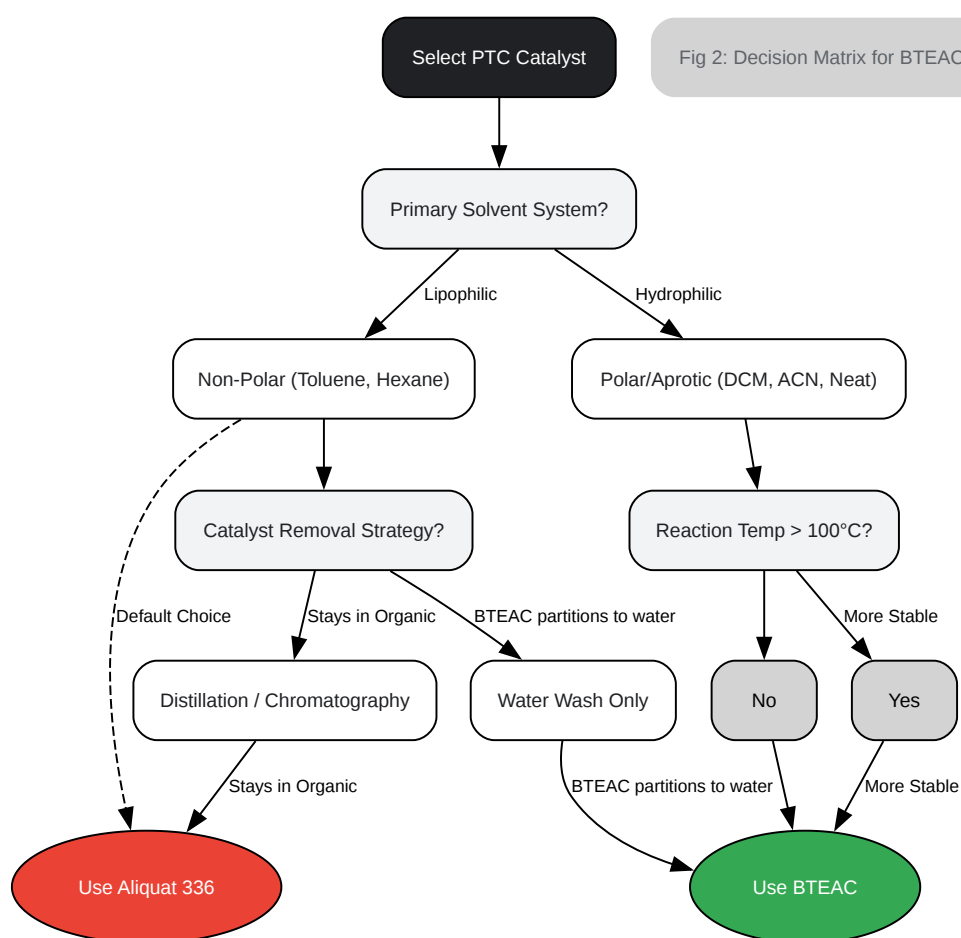 Select PTC Catalyst
Fig 2: Decision Matrix for BTEAC
Primary Solvent System?
Lipophilic
Hydrophilic
Non-Polar (Toluene, Hexane)
Polar/Aprotic (DCM, ACN, Neat)
Catalyst Removal Strategy?
Reaction Temp > 100°C?
Default Choice
Stays in Organic
BTEAC partitions to water
More Stable
Distillation / Chromatography
Water Wash Only
No
Yes
Stays in Organic
BTEAC partitions to water
More Stable
Use Aliquat 336
Use BTEAC